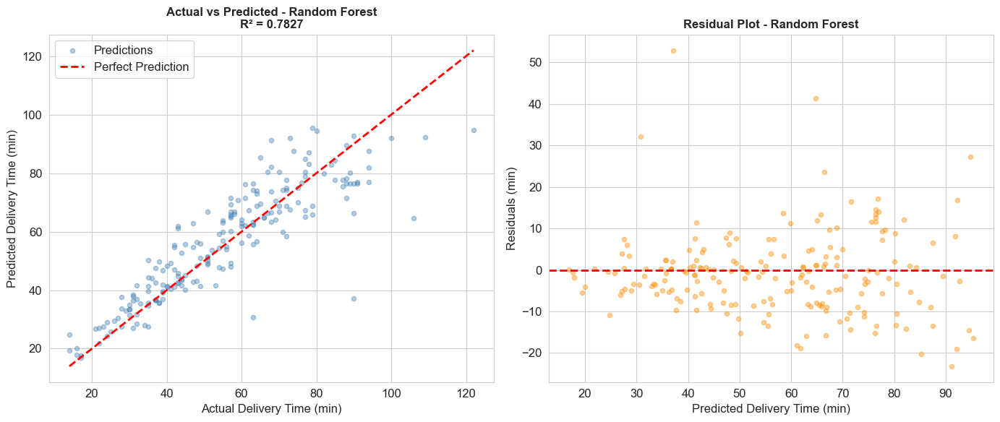 Actual vs Predicted - Random Forest
R² = 0.7827
Predictions
Perfect Prediction
Predicted Delivery Time (min)
120
100
80
60
40
20
20 40 60 80 100 120
Actual Delivery Time (min)
Residual Plot - Random Forest
Residuals (min)
50
40
30
20
10
0
−10
−20
20 30 40 50 60 70 80 90
Predicted Delivery Time (min)